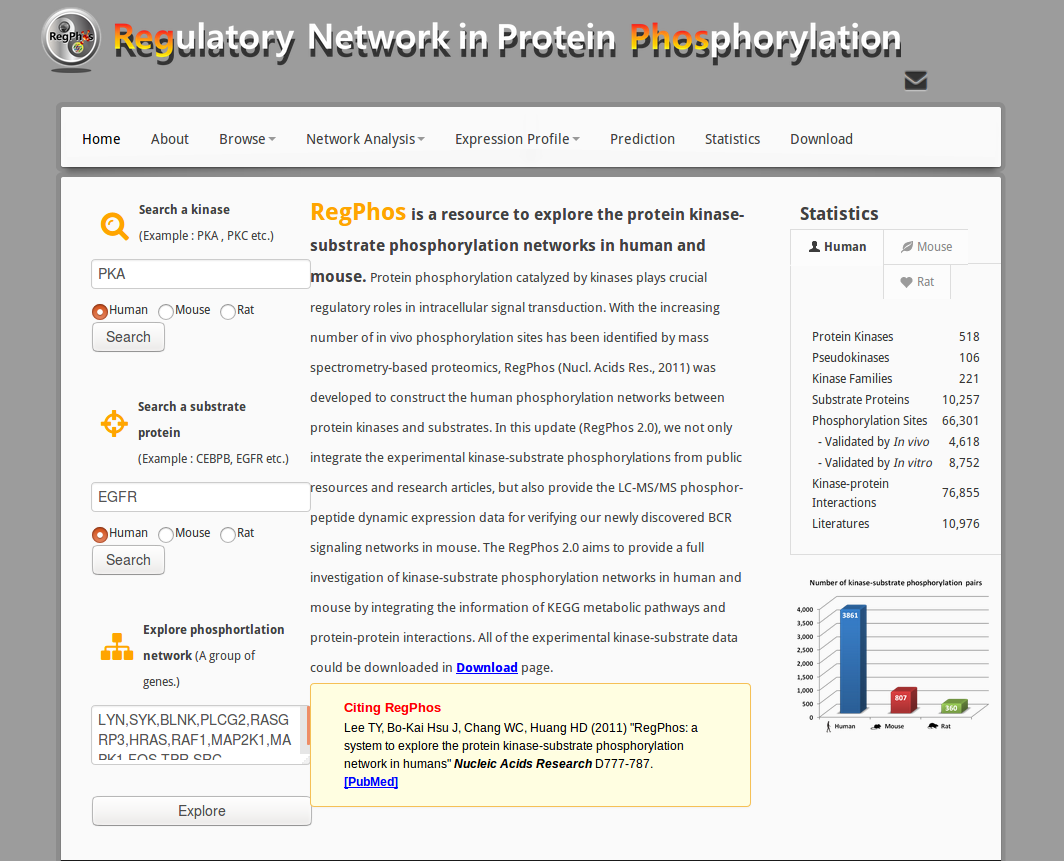 RegPhos
Regulatory Network in Protein Phosphorylation
Home About Browse Network Analysis Expression Profile Prediction Statistics Download
Search a kinase
(Example : PKA , PKC etc.)
PKA
Human Mouse Rat
Search
Search a substrate
protein
(Example : CEBPB, EGFR etc.)
EGFR
Human Mouse Rat
Search
Explore phosphortlation
network (A group of
genes.)
LYN,SYK,BLNK,PLCG2,RASG
RP3,HRAS,RAF1,MAP2K1,MA
PK1,FOS,TBP,SRC
Explore
RegPhos is a resource to explore the protein kinase-
substrate phosphorylation networks in human and
mouse. Protein phosphorylation catalyzed by kinases plays crucial
regulatory roles in intracellular signal transduction. With the increasing
number of in vivo phosphorylation sites has been identified by mass
spectrometry-based proteomics, RegPhos (Nucl. Acids Res., 2011) was
developed to construct the human phosphorylation networks between
protein kinases and substrates. In this update (RegPhos 2.0), we not only
integrate the experimental kinase-substrate phosphorylations from public
resources and research articles, but also provide the LC-MS/MS phosphor-
peptide dynamic expression data for verifying our newly discovered BCR
signaling networks in mouse. The RegPhos 2.0 aims to provide a full
investigation of kinase-substrate phosphorylation networks in human and
mouse by integrating the information of KEGG metabolic pathways and
protein-protein interactions. All of the experimental kinase-substrate data
could be downloaded in Download page.
Citing RegPhos
Lee TY, Bo-Kai Hsu J, Chang WC, Huang HD (2011) "RegPhos: a
system to explore the protein kinase-substrate phosphorylation
network in humans" Nucleic Acids Research D777-787.
[PubMed]
Statistics
Human Mouse
Rat
Protein Kinases 518
Pseudokinases 106
Kinase Families 221
Substrate Proteins 10,257
Phosphorylation Sites 66,301
- Validated by In vivo 4,618
- Validated by In vitro 8,752
Kinase-protein
Interactions 76,855
Literatures 10,976
Number of kinase-substrate phosphorylation pairs
4,000
3,500
3,000
2,500
2,000
1,500
1,000
500
0
3861
807
360
Human Mouse Rat